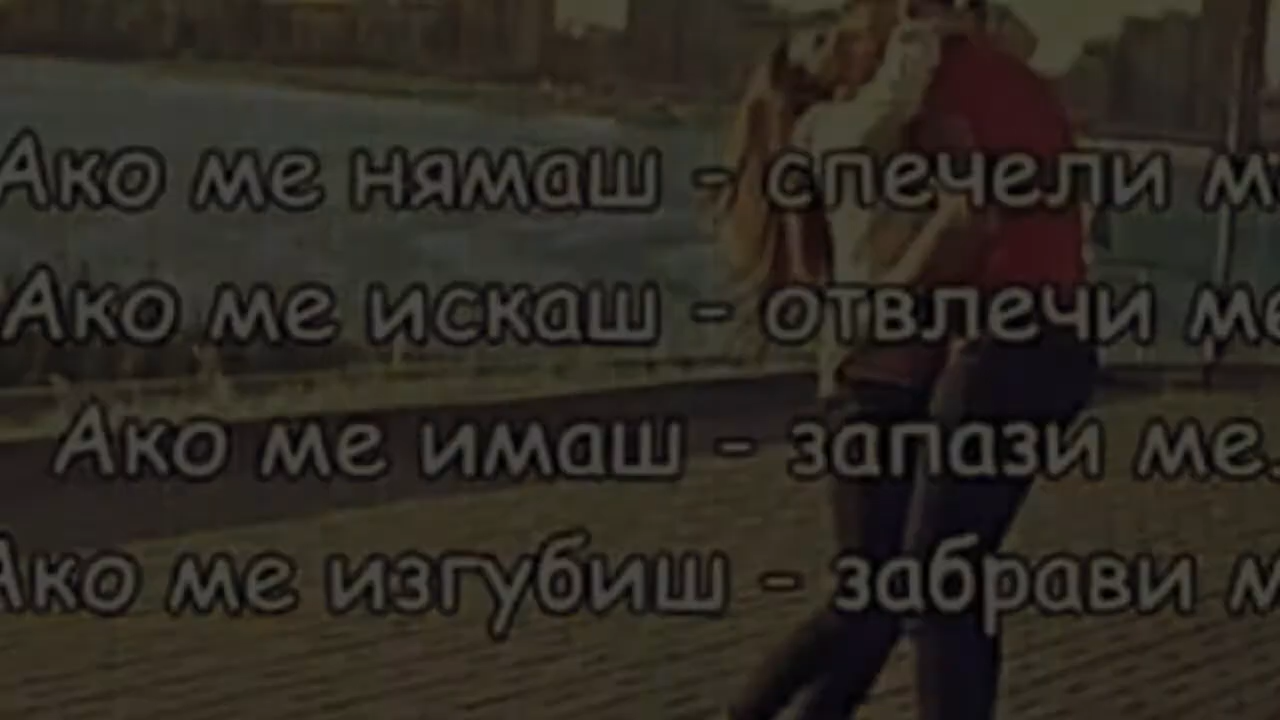 Ако ме нямаш - спечели м
Ако ме искаш - отвлечи ме
Ако ме имаш - запази ме.
Ако ме изгубиш - забрави м